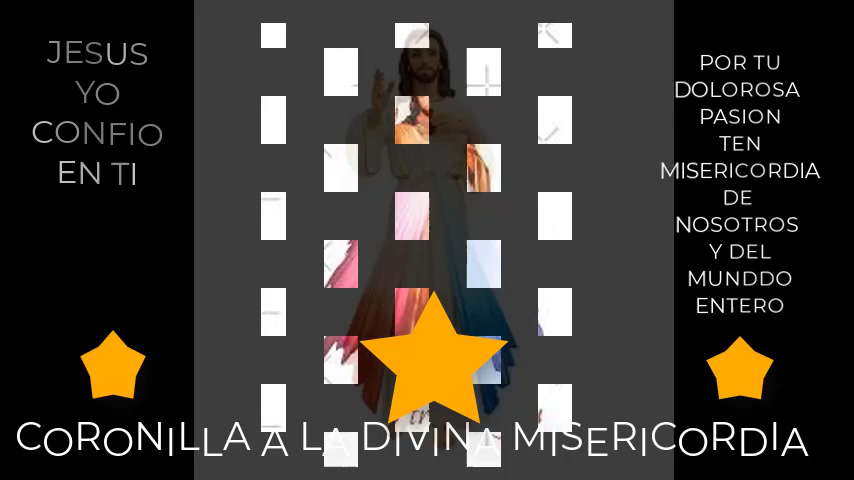 JESUS
YO
CONFIO
EN TI
POR TU
DOLOROSA
PASION
TEN
MISERICORDIA
DE
NOSOTROS
Y DEL
MUNDDO
ENTERO
CORONILLA A LA DIVINA MISERICORDIA